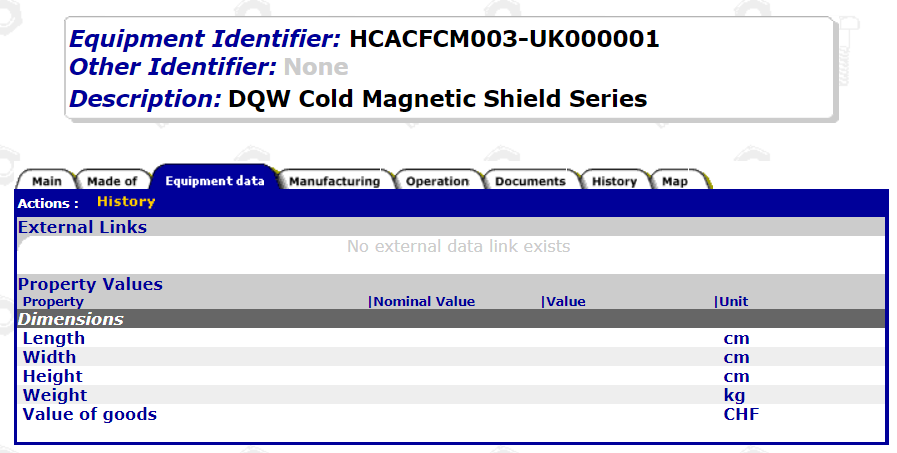 Equipment Identifier: HCACFCM003-UK000001
Other Identifier: None
Description: DQW Cold Magnetic Shield Series
Main Made of Equipment data Manufacturing Operation Documents History Map
Actions : History
External Links
No external data link exists
Property Values
Property |Nominal Value |Value |Unit
Dimensions
Length cm
Width cm
Height cm
Weight kg
Value of goods CHF